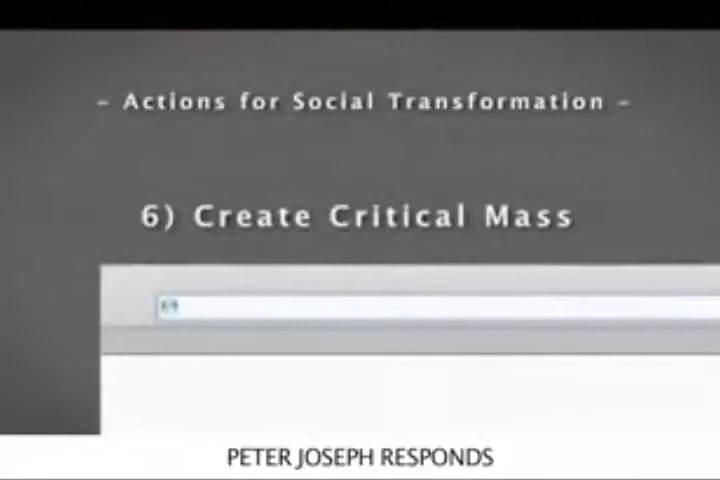 – Actions for Social Transformation –
6) Create Critical Mass
PETER JOSEPH RESPONDS